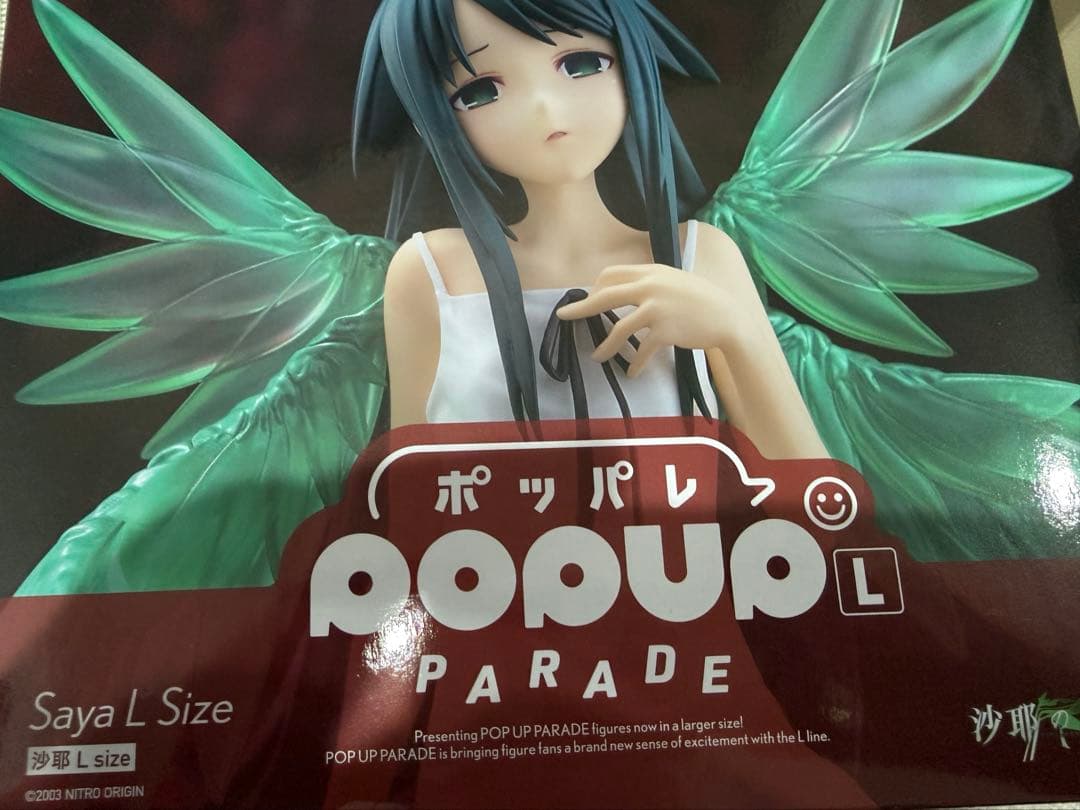 ポッパレ
POPUP
L
PARADE
Saya L Size
沙耶 L size
©2003 NITRO ORIGIN
Presenting POP UP PARADE figures now in a larger size!
POP UP PARADE is bringing figure fans a brand new sense of excitement with the L line.
沙耶の